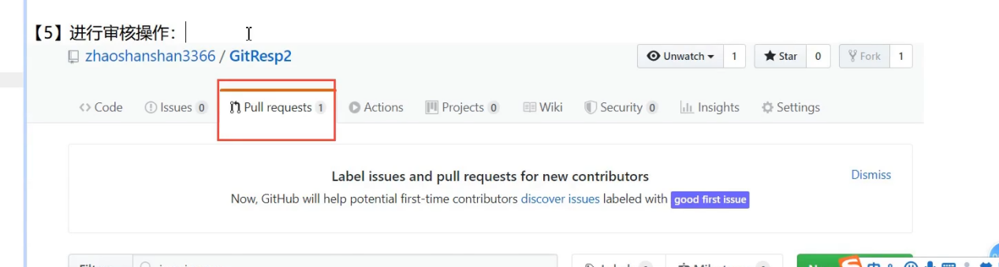 【5】进行审核操作：
zhaoshanshan3366 / GitResp2 Unwatch 1 Star 0 Fork 1
<> Code Issues 0 Pull requests 1 Actions Projects 0 Wiki Security 0 Insights Settings
Label issues and pull requests for new contributors Dismiss
Now, GitHub will help potential first-time contributors discover issues labeled with good first issue